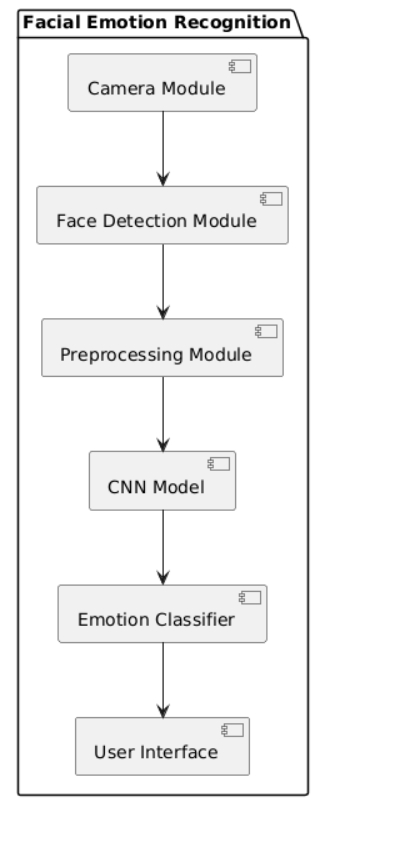 Facial Emotion Recognition
Camera Module
Face Detection Module
Preprocessing Module
CNN Model
Emotion Classifier
User Interface